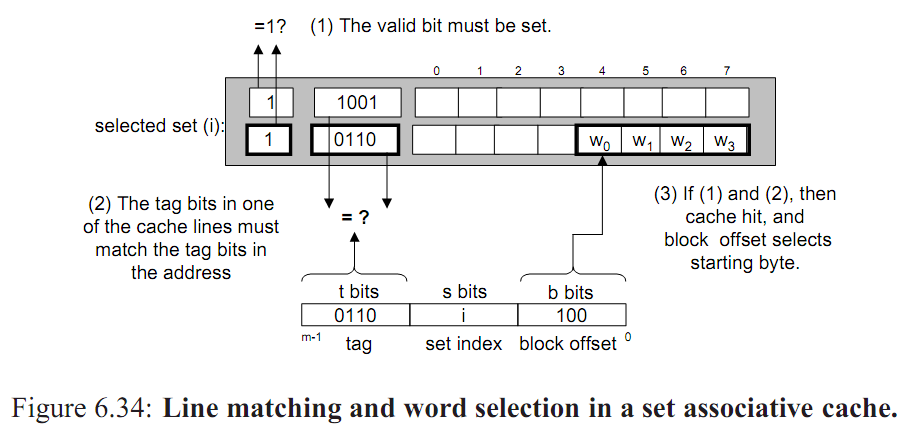 =1? (1) The valid bit must be set.
0 1 2 3 4 5 6 7
1 1001
selected set (i):
1 0110 w0 w1 w2 w3
(2) The tag bits in one
of the cache lines must
match the tag bits in
the address
= ?
(3) If (1) and (2), then
cache hit, and
block offset selects
starting byte.
t bits s bits b bits
0110 i 100
m-1 tag set index block offset 0
Figure 6.34: Line matching and word selection in a set associative cache.